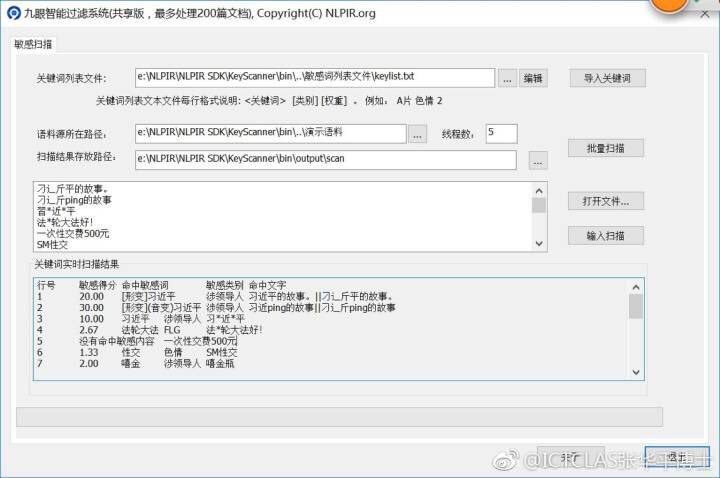 九眼智能过滤系统(共享版，最多处理200篇文档), Copyright(C) NLPIR.org
敏感扫描
关键词列表文件: e:\NLPIR\NLPIR SDK\KeyScanner\bin\..\敏感词列表文件\keylist.txt ... 编辑 导入关键词
关键词列表文本文件每行格式说明: <关键词> [类别] [权重] 。 例如: A片 色情 2
语料源所在路径: e:\NLPIR\NLPIR SDK\KeyScanner\bin\..\演示语料 ... 线程数: 5 批量扫描
扫描结果存放路径: e:\NLPIR\NLPIR SDK\KeyScanner\bin\output\scan ...
刁辶斤平的故事。
刁辶斤ping的故事
習*近*平
法*轮大法好!
一次性交费500元
SM性交
打开文件...
输入扫描
关键词实时扫描结果
行号 敏感得分 命中敏感词 敏感类别 命中文字
1 20.00 [形变]习近平 涉领导人 习近平的故事。||刁辶斤平的故事。
2 30.00 [形变](音变)习近平 涉领导人 习近ping的故事||刁辶斤ping的故事
3 10.00 习近平 涉领导人 习*近*平
4 2.67 法轮大法 FLG 法*轮大法好!
5 没有命中敏感内容 一次性交费500元
6 1.33 性交 色情 SM性交
7 2.00 嘻金 涉领导人 嘻金瓶
关于
@ICTCLAS张华平博士